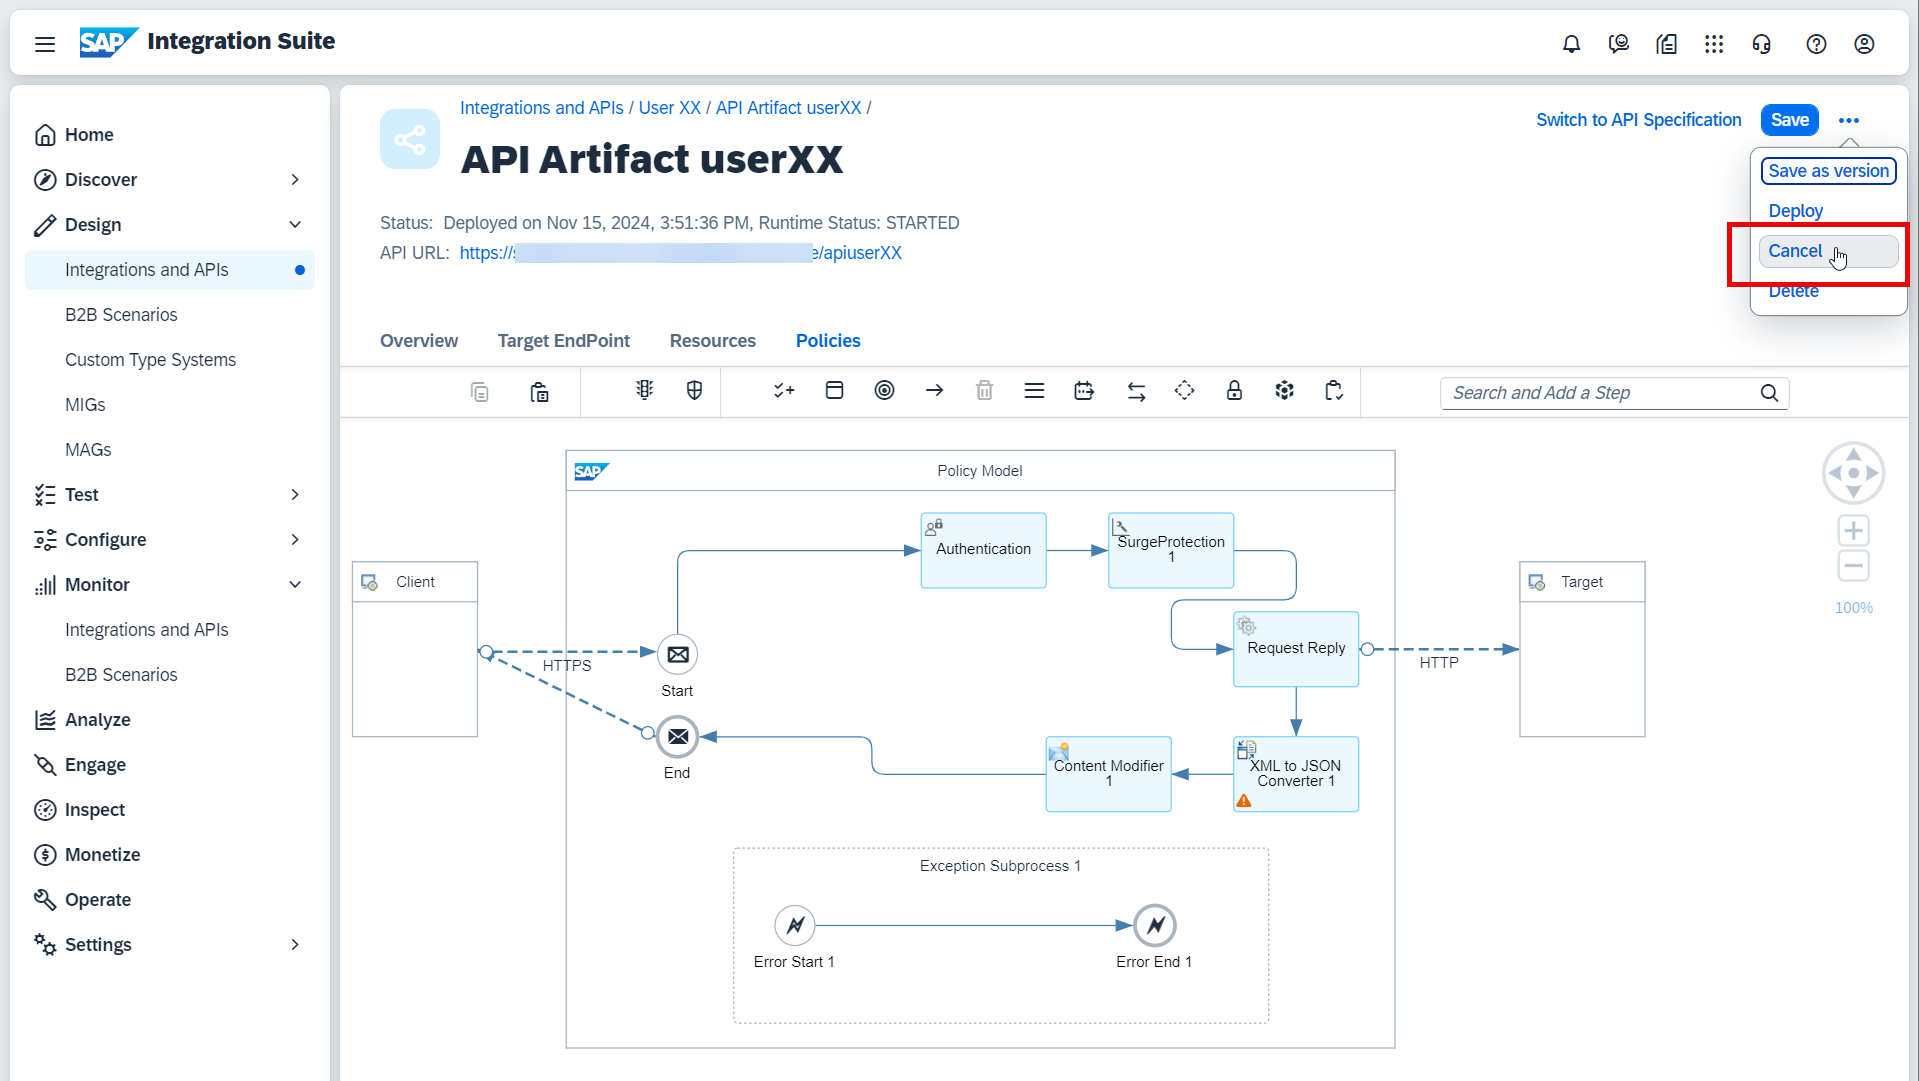 SAP Integration Suite
Home
Discover
Design
Integrations and APIs
B2B Scenarios
Custom Type Systems
MIGs
MAGs
Test
Configure
Monitor
Integrations and APIs
B2B Scenarios
Analyze
Engage
Inspect
Monetize
Operate
Settings
Integrations and APIs / User XX / API Artifact userXX /
API Artifact userXX
Switch to API Specification
Save
Save as version
Deploy
Cancel
Delete
Status: Deployed on Nov 15, 2024, 3:51:36 PM, Runtime Status: STARTED
API URL: https:// e/apiuserXX
Overview
Target EndPoint
Resources
Policies
Search and Add a Step
SAP
Policy Model
Authentication
SurgeProtection
1
Client
Target
100%
Request Reply
HTTPS
HTTP
Start
End
Content Modifier
1
XML to JSON
Converter 1
Exception Subprocess 1
Error Start 1
Error End 1